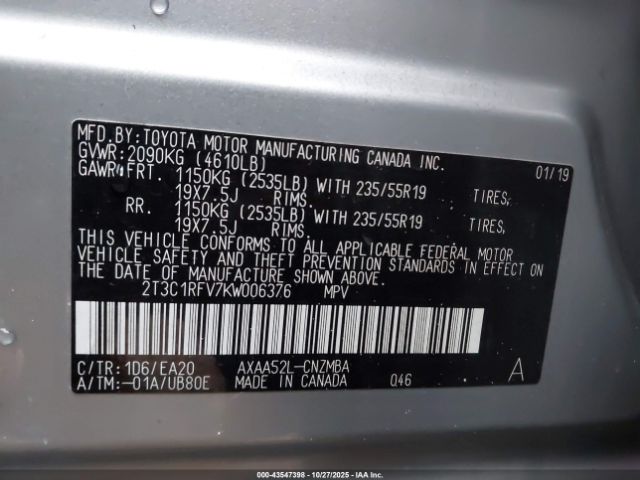 MFD.BY:TOYOTA MOTOR MANUFACTURING CANADA INC.
GVWR:2090KG (4610LB) 01/19
GAWR:FRT. 1150KG (2535LB) WITH 235/55R19 TIRES,
19X7.5J RIMS.
RR. 1150KG (2535LB) WITH 235/55R19 TIRES,
19X7.5J RIMS.
THIS VEHICLE CONFORMS TO ALL APPLICABLE FEDERAL MOTOR
VEHICLE SAFETY AND THEFT PREVENTION STANDARDS IN EFFECT ON
THE DATE OF MANUFACTURE SHOWN ABOVE.
2T3C1RFV7KW006376 MPV
C/TR:1D6/EA20 AXAA52L-CNZMBA A
A/TM:-01A/UB80E MADE IN CANADA Q46
000-43547398 - 10/27/2025 - IAA Inc.